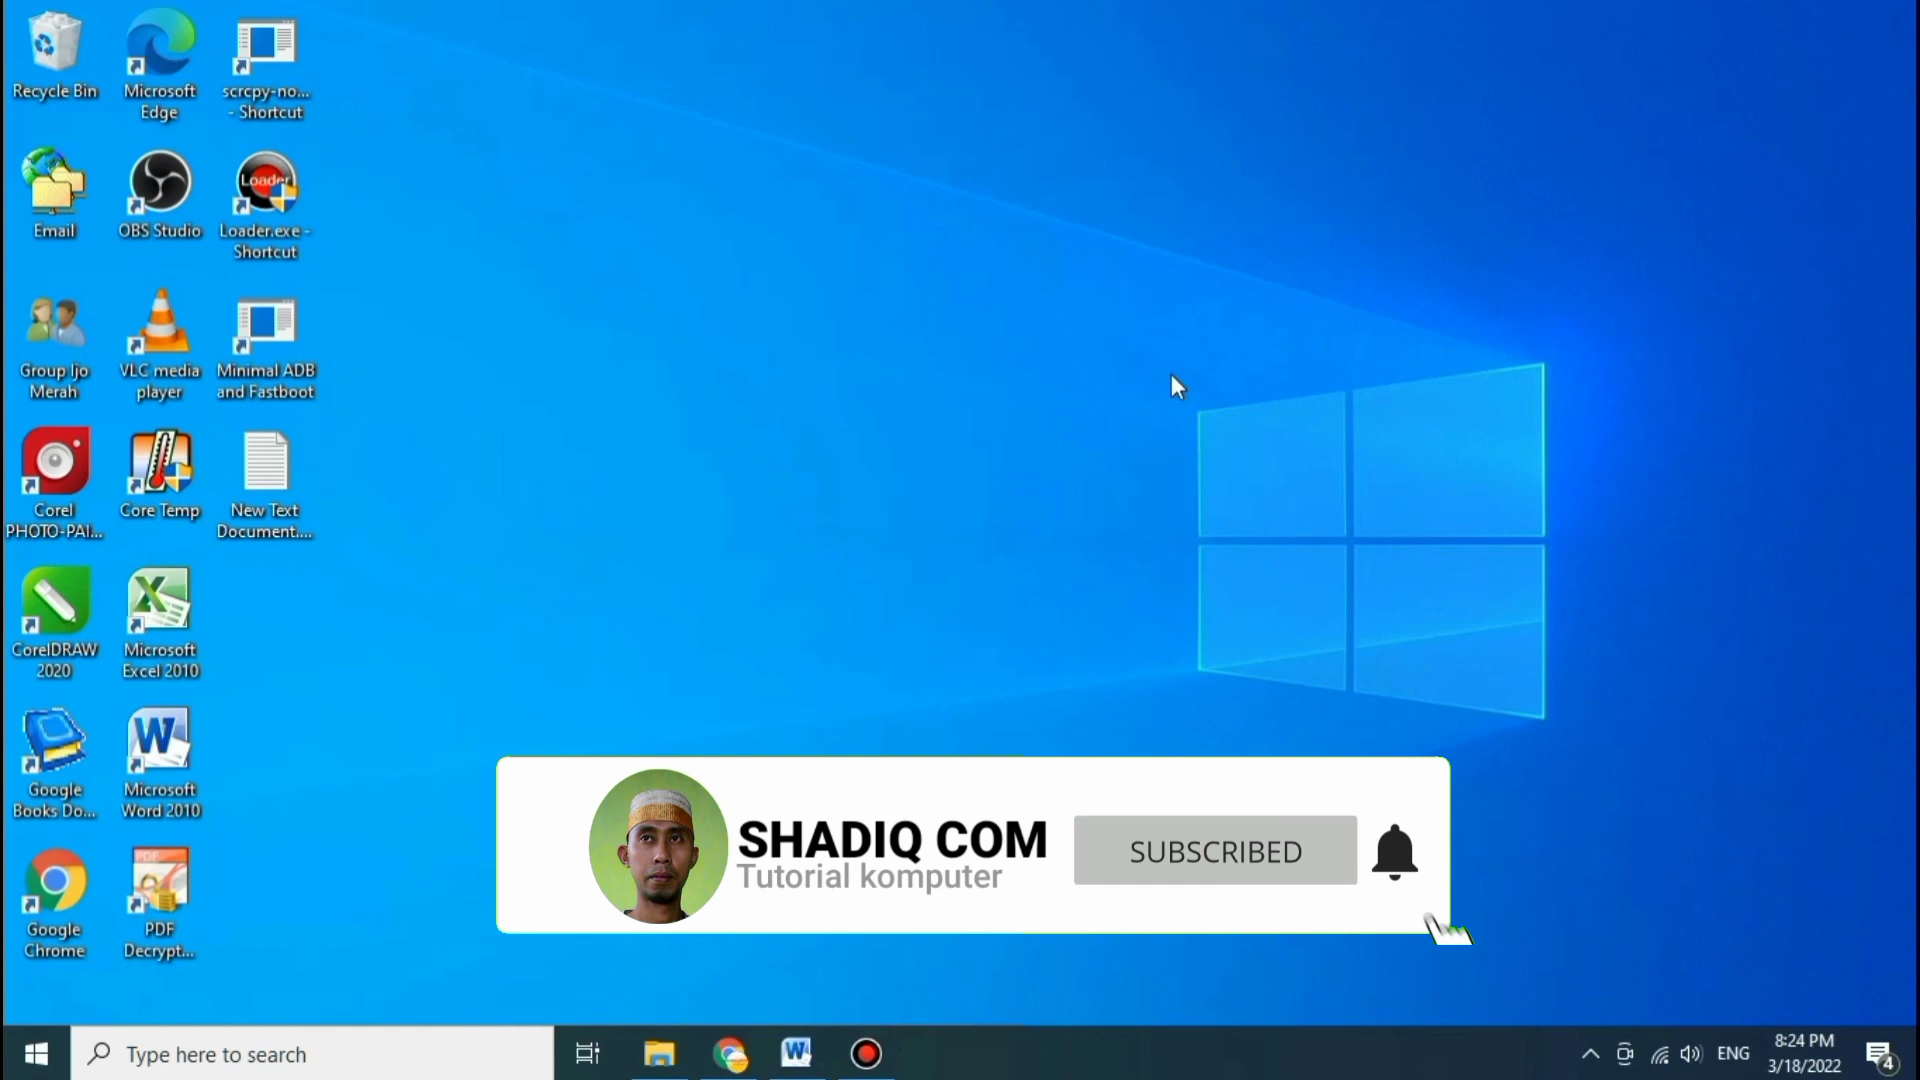 Recycle Bin
Microsoft
Edge
scrcpy-no...
- Shortcut
Email
OBS Studio
Loader
Loader.exe -
Shortcut
Group Ijo
Merah
VLC media
player
Minimal ADB
and Fastboot
Corel
PHOTO-PAI...
Core Temp
New Text
Document....
CorelDRAW
2020
Microsoft
Excel 2010
Google
Books Do...
Microsoft
Word 2010
Google
Chrome
PDF
PDF
Decrypt...
SHADIQ COM
Tutorial komputer
SUBSCRIBED
Type here to search
ENG
8:24 PM
3/18/2022
4